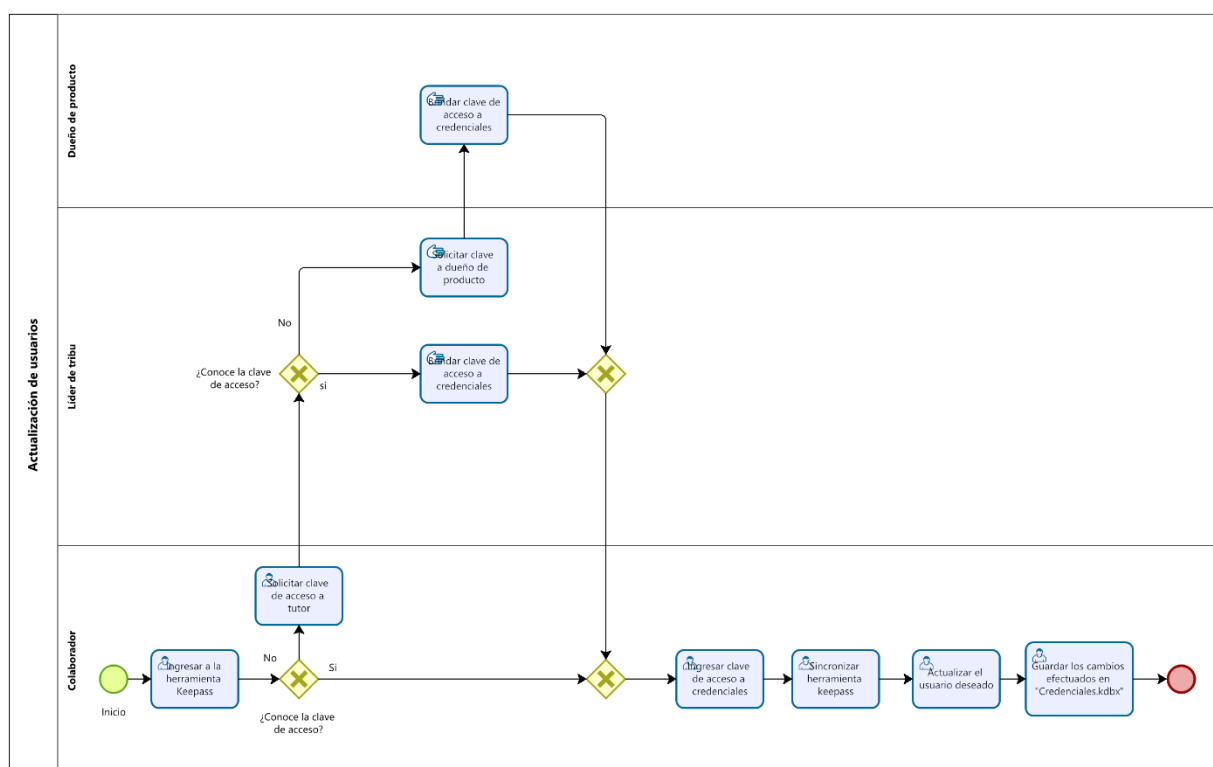 Actualización de usuarios
Dueño de producto
Brindar clave de
acceso a
credenciales
Líder de tribu
Solicitar clave
a dueño de
producto
No
¿Conoce la clave
de acceso?
si
Brindar clave de
acceso a
credenciales
Colaborador
Solicitar clave
de acceso a
tutor
Inicio
Ingresar a la
herramienta
Keepass
No
Si
¿Conoce la clave
de acceso?
Ingresar clave
de acceso a
credenciales
Sincronizar
herramienta
keepass
Actualizar el
usuario deseado
Guardar los cambios
efectuados en
"Credenciales.kdbx"